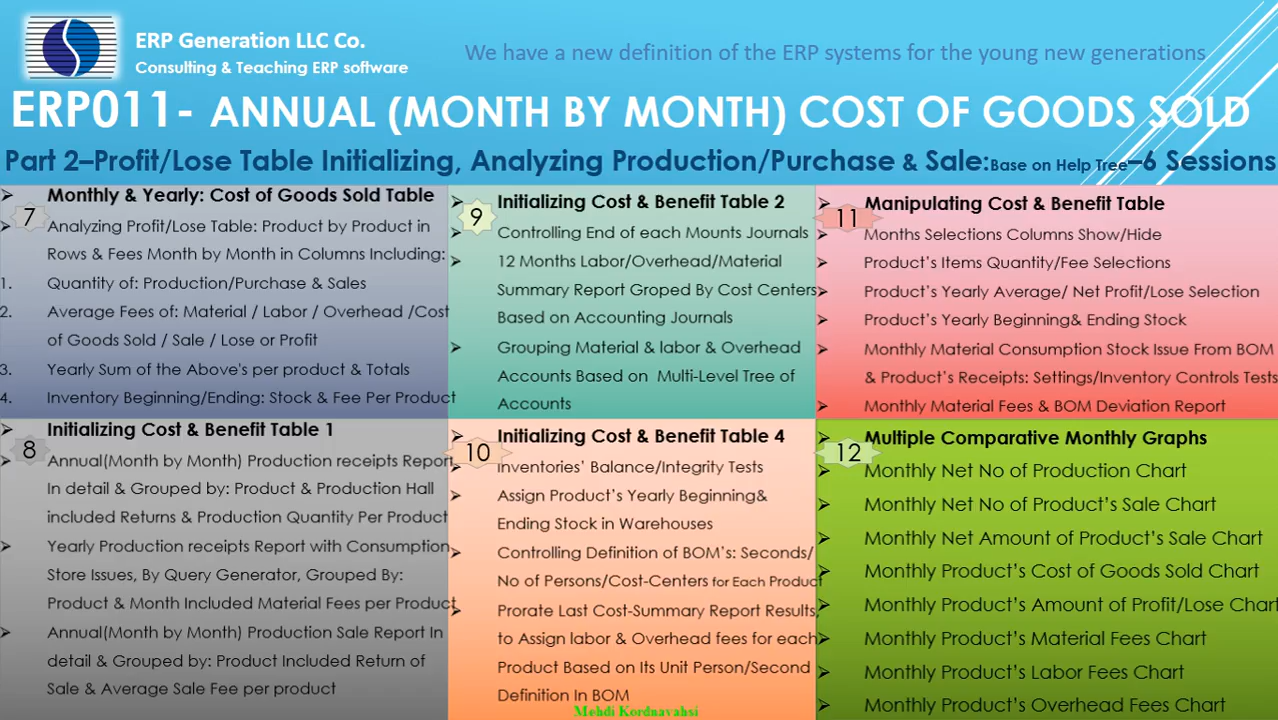 ERP Generation LLC Co.
Consulting & Teaching ERP software
We have a new definition of the ERP systems for the young new generations
ERP011- ANNUAL (MONTH BY MONTH) COST OF GOODS SOLD
Part 2–Profit/Lose Table Initializing, Analyzing Production/Purchase & Sale:Base on Help Tree–6 Sessions
➢ Monthly & Yearly: Cost of Goods Sold Table
7
➢ Analyzing Profit/Lose Table: Product by Product in
Rows & Fees Month by Month in Columns Including:
1. Quantity of: Production/Purchase & Sales
2. Average Fees of: Material / Labor / Overhead /Cost
of Goods Sold / Sale / Lose or Profit
3. Yearly Sum of the Above's per product & Totals
4. Inventory Beginning/Ending: Stock & Fee Per Product
➢ Initializing Cost & Benefit Table 1
8
➢ Annual(Month by Month) Production receipts Report
In detail & Grouped by: Product & Production Hall
included Returns & Production Quantity Per Product
➢ Yearly Production receipts Report with Consumption
Store Issues, By Query Generator, Grouped By:
Product & Month Included Material Fees per Product
➢ Annual(Month by Month) Production Sale Report In
detail & Grouped by: Product Included Return of
Sale & Average Sale Fee per product
➢ Initializing Cost & Benefit Table 2
9
➢ Controlling End of each Mounts Journals
➢ 12 Months Labor/Overhead/Material
Summary Report Groped By Cost Centers
Based on Accounting Journals
➢ Grouping Material & labor & Overhead
Accounts Based on Multi-Level Tree of
Accounts
➢ Initializing Cost & Benefit Table 4
10
➢ Inventories' Balance/Integrity Tests
➢ Assign Product's Yearly Beginning&
Ending Stock in Warehouses
➢ Controlling Definition of BOM's: Seconds/
No of Persons/Cost-Centers for Each Product
➢ Prorate Last Cost-Summary Report Results,
to Assign labor & Overhead fees for each
Product Based on Its Unit Person/Second
Definition In BOM
➢ Manipulating Cost & Benefit Table
11
➢ Months Selections Columns Show/Hide
➢ Product's Items Quantity/Fee Selections
➢ Product's Yearly Average/ Net Profit/Lose Selection
➢ Product's Yearly Beginning& Ending Stock
➢ Monthly Material Consumption Stock Issue From BOM
& Product's Receipts: Settings/Inventory Controls Tests
➢ Monthly Material Fees & BOM Deviation Report
➢ Multiple Comparative Monthly Graphs
12
➢ Monthly Net No of Production Chart
➢ Monthly Net No of Product's Sale Chart
➢ Monthly Net Amount of Product's Sale Chart
➢ Monthly Product's Cost of Goods Sold Chart
➢ Monthly Product's Amount of Profit/Lose Chart
➢ Monthly Product's Material Fees Chart
➢ Monthly Product's Labor Fees Chart
➢ Monthly Product's Overhead Fees Chart
Mehdi Kordnavahsi